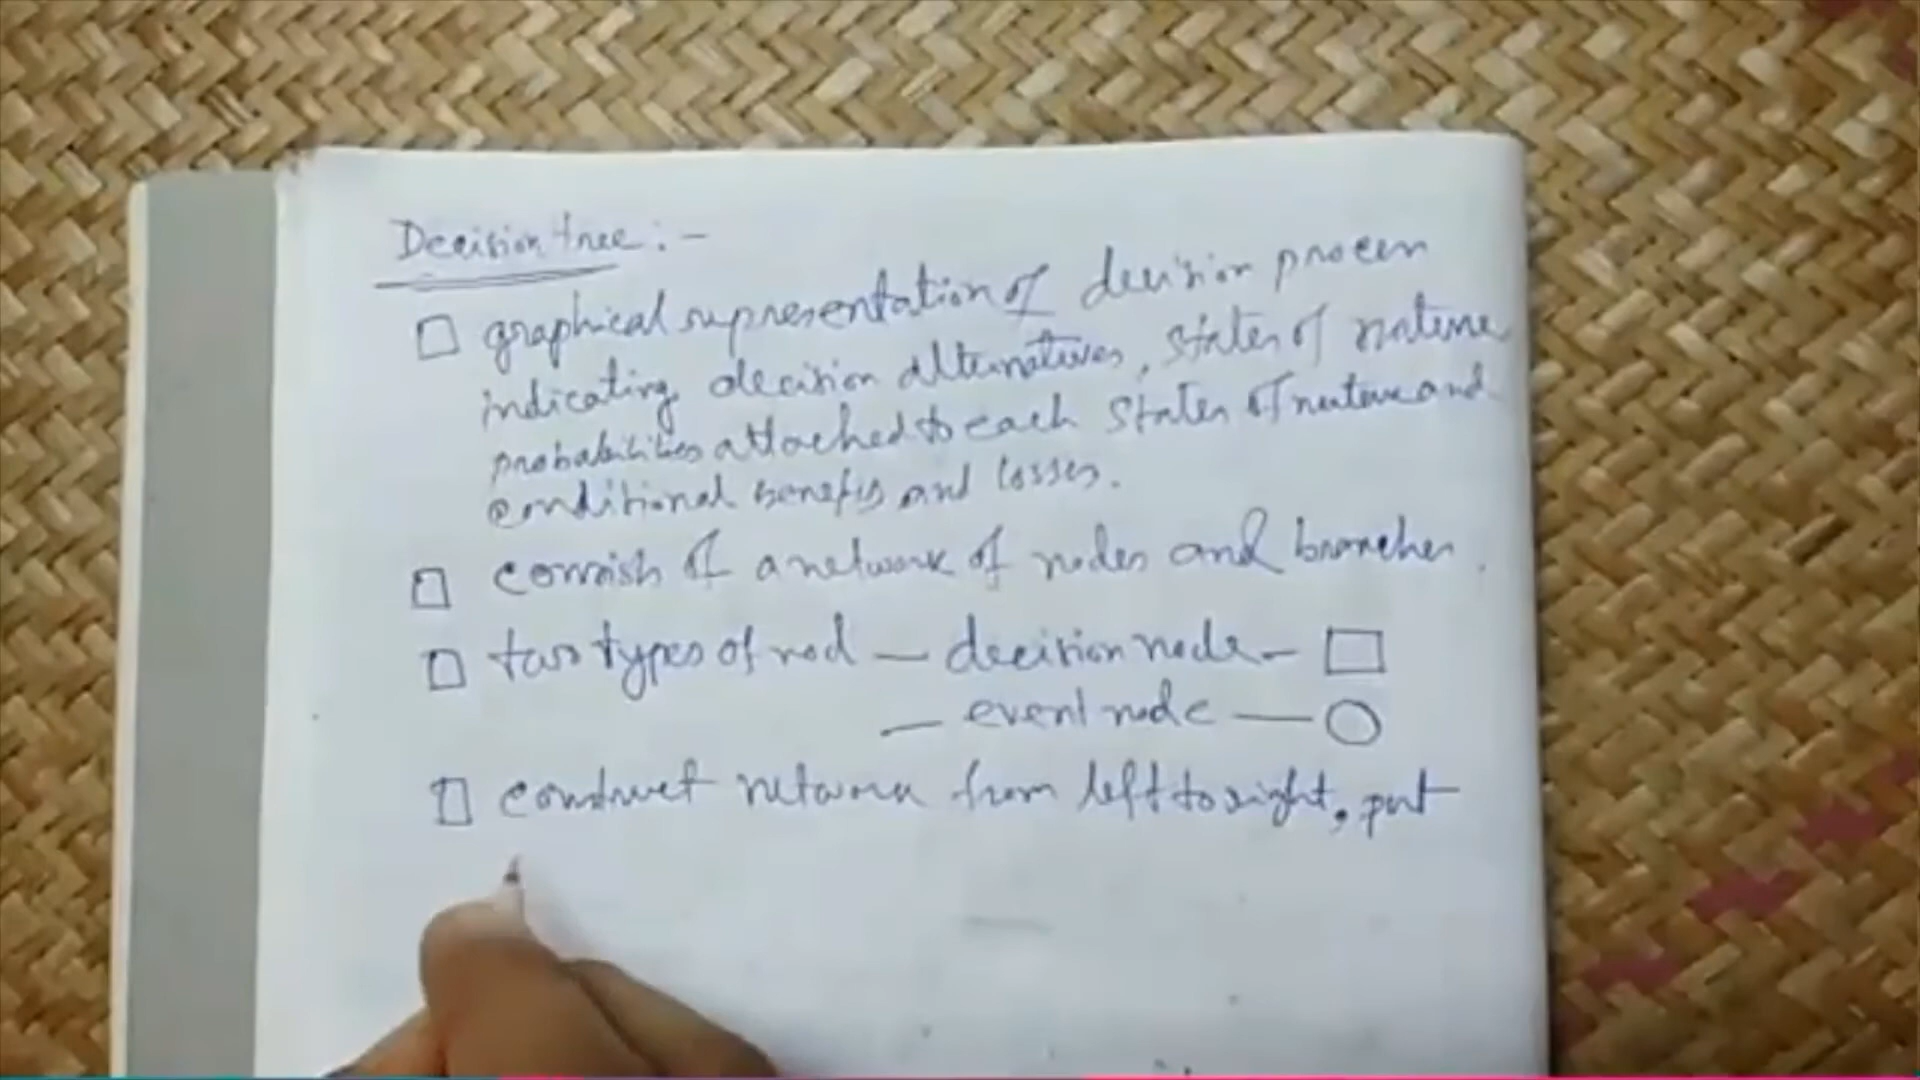 Decision tree :-
□ graphical representation of decision process
indicating decision alternatives, states of nature
probabilities attached to each states of nature and
conditional benefits and losses.
□ consists of a network of nodes and branches.
□ two types of nod — decision node - □
— event node — ○
□ construct network from left to right, put